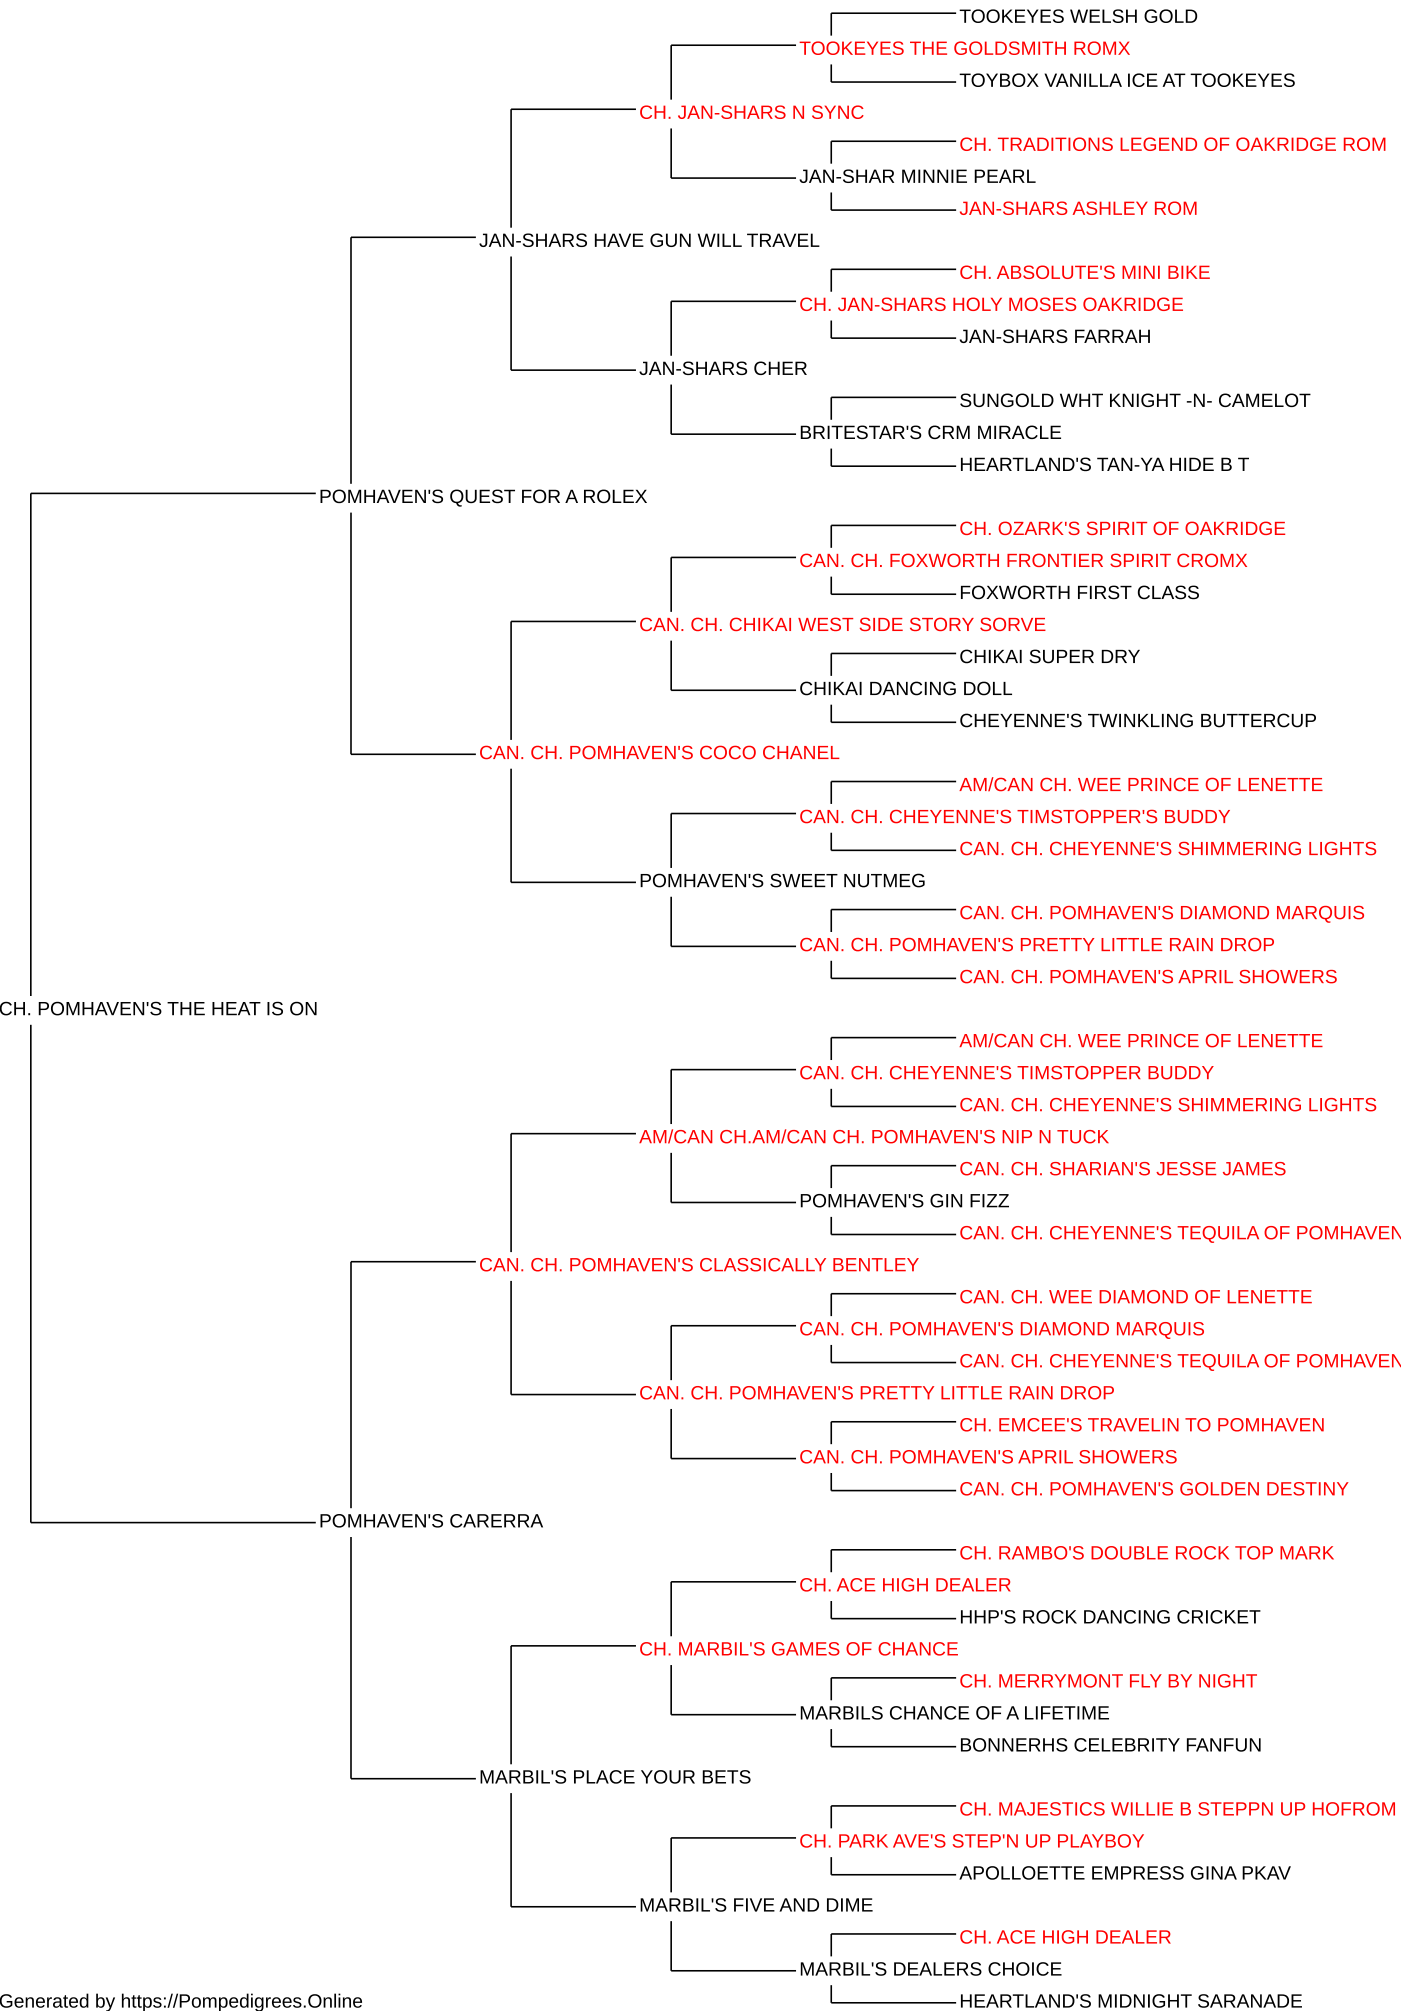 TOOKEYES WELSH GOLD
TOOKEYES THE GOLDSMITH ROMX
TOYBOX VANILLA ICE AT TOOKEYES
CH. JAN-SHARS N SYNC
CH. TRADITIONS LEGEND OF OAKRIDGE ROM
JAN-SHAR MINNIE PEARL
JAN-SHARS ASHLEY ROM
JAN-SHARS HAVE GUN WILL TRAVEL
CH. ABSOLUTE'S MINI BIKE
CH. JAN-SHARS HOLY MOSES OAKRIDGE
JAN-SHARS FARRAH
JAN-SHARS CHER
SUNGOLD WHT KNIGHT -N- CAMELOT
BRITESTAR'S CRM MIRACLE
HEARTLAND'S TAN-YA HIDE B T
POMHAVEN'S QUEST FOR A ROLEX
CH. OZARK'S SPIRIT OF OAKRIDGE
CAN. CH. FOXWORTH FRONTIER SPIRIT CROMX
FOXWORTH FIRST CLASS
CAN. CH. CHIKAI WEST SIDE STORY SORVE
CHIKAI SUPER DRY
CHIKAI DANCING DOLL
CHEYENNE'S TWINKLING BUTTERCUP
CAN. CH. POMHAVEN'S COCO CHANEL
AM/CAN CH. WEE PRINCE OF LENETTE
CAN. CH. CHEYENNE'S TIMSTOPPER'S BUDDY
CAN. CH. CHEYENNE'S SHIMMERING LIGHTS
POMHAVEN'S SWEET NUTMEG
CAN. CH. POMHAVEN'S DIAMOND MARQUIS
CAN. CH. POMHAVEN'S PRETTY LITTLE RAIN DROP
CAN. CH. POMHAVEN'S APRIL SHOWERS
CH. POMHAVEN'S THE HEAT IS ON
AM/CAN CH. WEE PRINCE OF LENETTE
CAN. CH. CHEYENNE'S TIMSTOPPER BUDDY
CAN. CH. CHEYENNE'S SHIMMERING LIGHTS
AM/CAN CH.AM/CAN CH. POMHAVEN'S NIP N TUCK
CAN. CH. SHARIAN'S JESSE JAMES
POMHAVEN'S GIN FIZZ
CAN. CH. CHEYENNE'S TEQUILA OF POMHAVEN
CAN. CH. POMHAVEN'S CLASSICALLY BENTLEY
CAN. CH. WEE DIAMOND OF LENETTE
CAN. CH. POMHAVEN'S DIAMOND MARQUIS
CAN. CH. CHEYENNE'S TEQUILA OF POMHAVEN
CAN. CH. POMHAVEN'S PRETTY LITTLE RAIN DROP
CH. EMCEE'S TRAVELIN TO POMHAVEN
CAN. CH. POMHAVEN'S APRIL SHOWERS
CAN. CH. POMHAVEN'S GOLDEN DESTINY
POMHAVEN'S CARERRA
CH. RAMBO'S DOUBLE ROCK TOP MARK
CH. ACE HIGH DEALER
HHP'S ROCK DANCING CRICKET
CH. MARBIL'S GAMES OF CHANCE
CH. MERRYMONT FLY BY NIGHT
MARBILS CHANCE OF A LIFETIME
BONNERHS CELEBRITY FANFUN
MARBIL'S PLACE YOUR BETS
CH. MAJESTICS WILLIE B STEPPN UP HOFROM
CH. PARK AVE'S STEP'N UP PLAYBOY
APOLLOETTE EMPRESS GINA PKAV
MARBIL'S FIVE AND DIME
CH. ACE HIGH DEALER
MARBIL'S DEALERS CHOICE
HEARTLAND'S MIDNIGHT SARANADE
Generated by https://Pompedigrees.Online